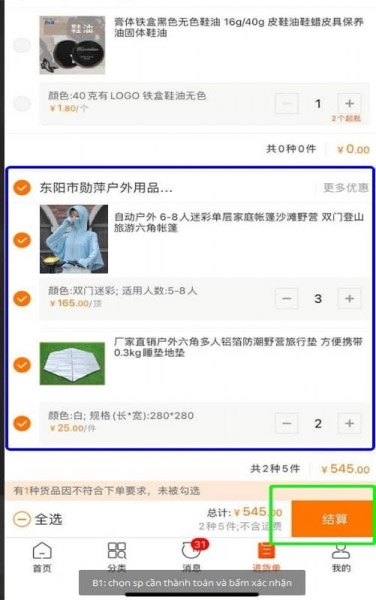 膏体铁盒黑色无色鞋油 16g/40g 皮鞋油鞋蜡皮具保养
油固体鞋油
鞋油
颜色:40克有LOGO 铁盒鞋油无色
¥1.80/个
1
2个起批
共0种0件 ¥0.00
东阳市勋萍户外用品... 更多优惠
自动户外 6-8人迷彩单层家庭帐篷沙滩野营 双门登山
旅游六角帐篷
颜色:双门迷彩; 适用人数:5-8人
¥165.00/顶
3
厂家直销户外六角多人铝箔防潮野营旅行垫 方便携带
0.3kg睡垫地垫
颜色:白; 规格(长*宽):280*280
¥25.00/件
2
共2种5件 ¥545.00
有1种货品因不符合下单要求，未被勾选
全选
总计: ¥545.00
2种5件;不含运费
结算
31
首页 分类 消息 进货单 我的
B1: chọn sp cần thành toán và bấm xác nhận